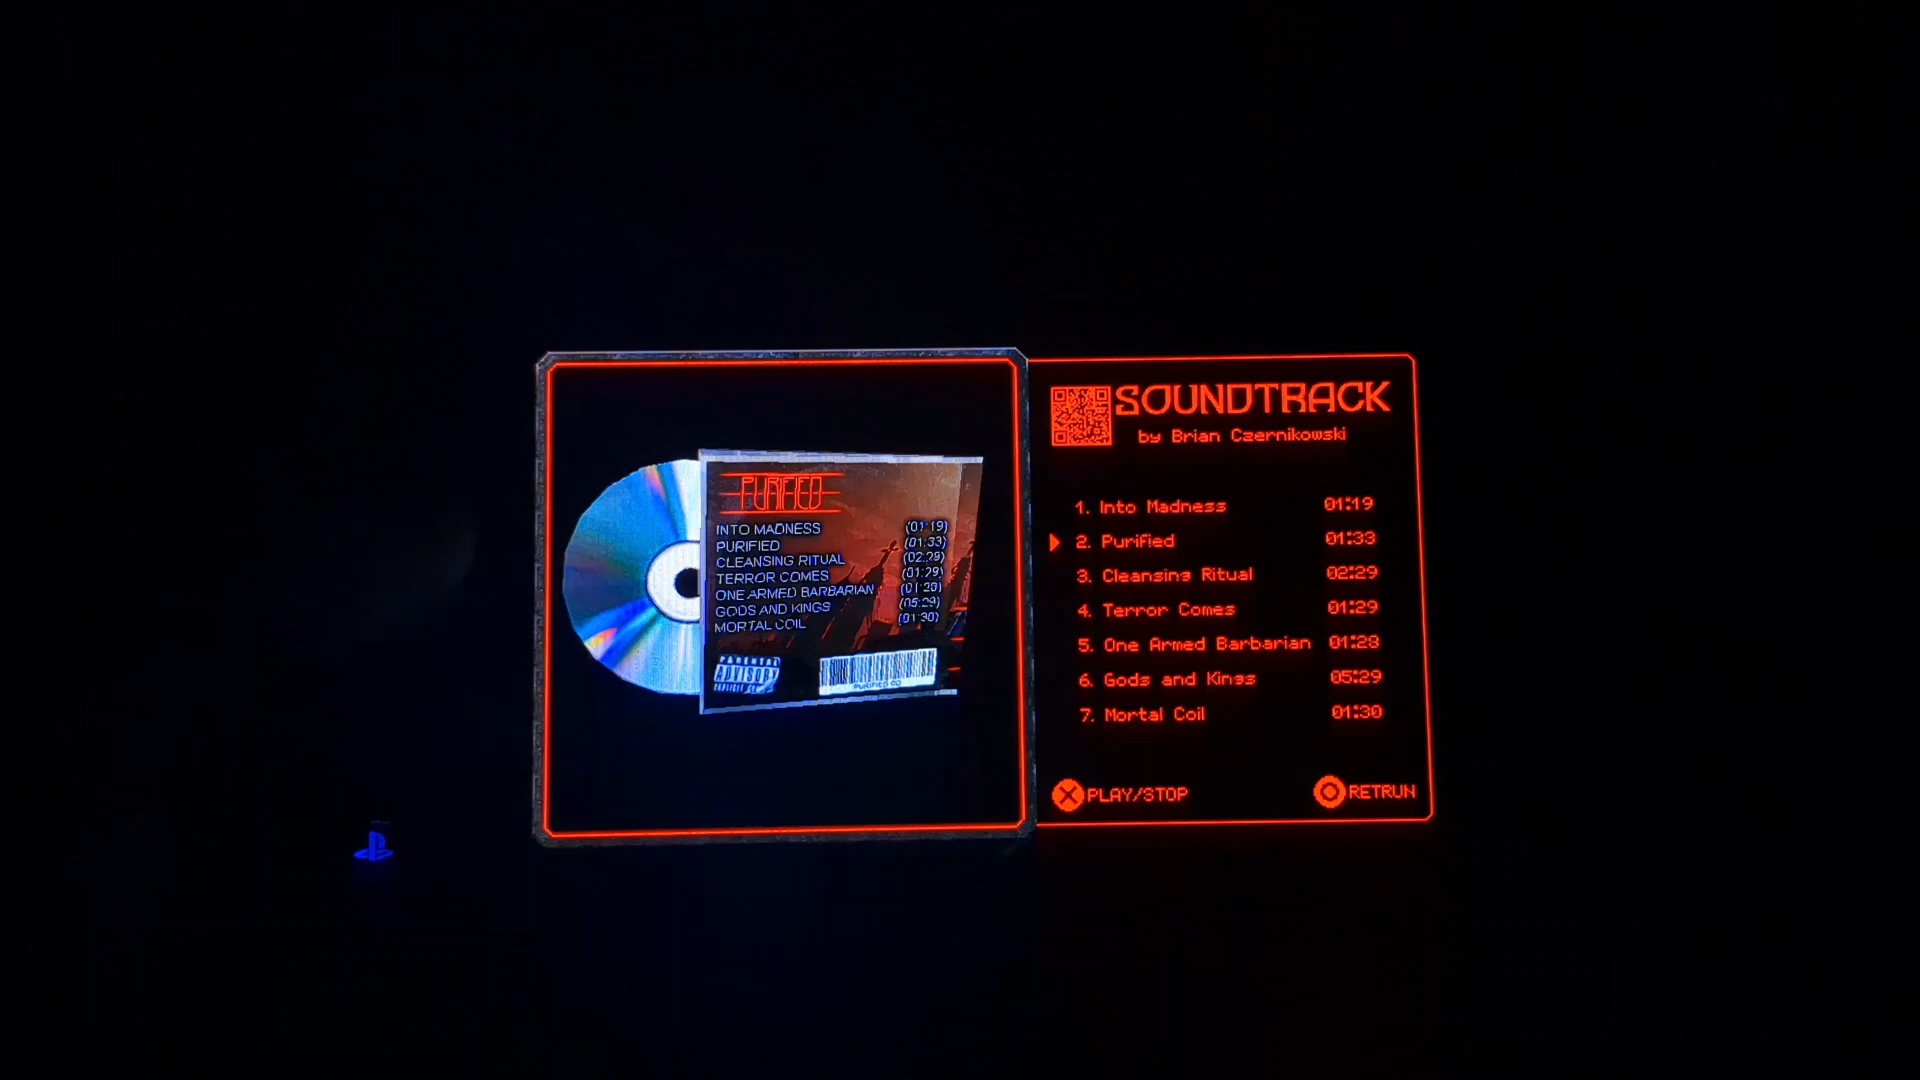 PURIFIED
INTO MADNESS (01:19)
PURIFIED (01:33)
CLEANSING RITUAL (02:29)
TERROR COMES (01:29)
ONE ARMED BARBARIAN (01:28)
GODS AND KINGS (05:29)
MORTAL COIL (01:30)
PARENTAL
ADVISORY
SOUNDTRACK
by Brian Czernikowski
1. Into Madness 01:19
2. Purified 01:33
3. Cleansing Ritual 02:29
4. Terror Comes 01:29
5. One Armed Barbarian 01:28
6. Gods and Kings 05:29
7. Mortal Coil 01:30
PLAY/STOP RETRUN